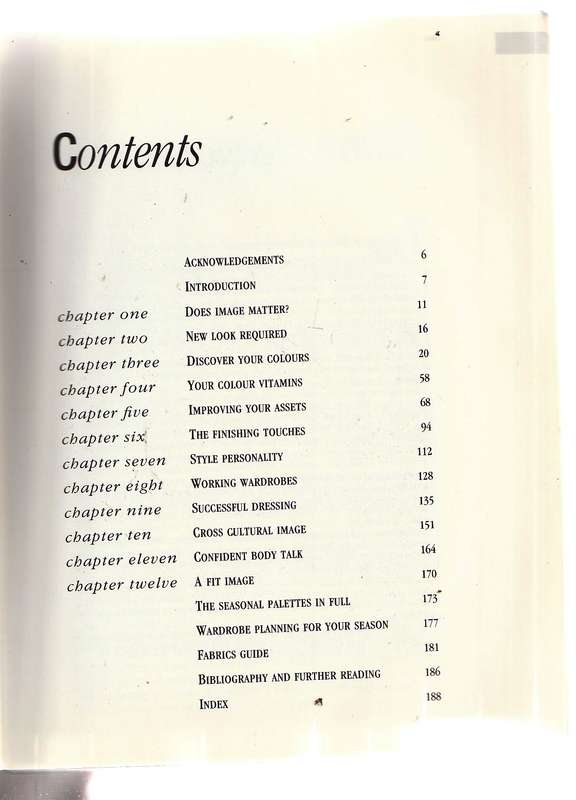 Contents
ACKNOWLEDGEMENTS 6
INTRODUCTION 7
chapter one DOES IMAGE MATTER? 11
chapter two NEW LOOK REQUIRED 16
chapter three DISCOVER YOUR COLOURS 20
chapter four YOUR COLOUR VITAMINS 58
chapter five IMPROVING YOUR ASSETS 68
chapter six THE FINISHING TOUCHES 94
chapter seven STYLE PERSONALITY 112
chapter eight WORKING WARDROBES 128
chapter nine SUCCESSFUL DRESSING 135
chapter ten CROSS CULTURAL IMAGE 151
chapter eleven CONFIDENT BODY TALK 164
chapter twelve A FIT IMAGE 170
THE SEASONAL PALETTES IN FULL 173
WARDROBE PLANNING FOR YOUR SEASON 177
FABRICS GUIDE 181
BIBLIOGRAPHY AND FURTHER READING 186
INDEX 188